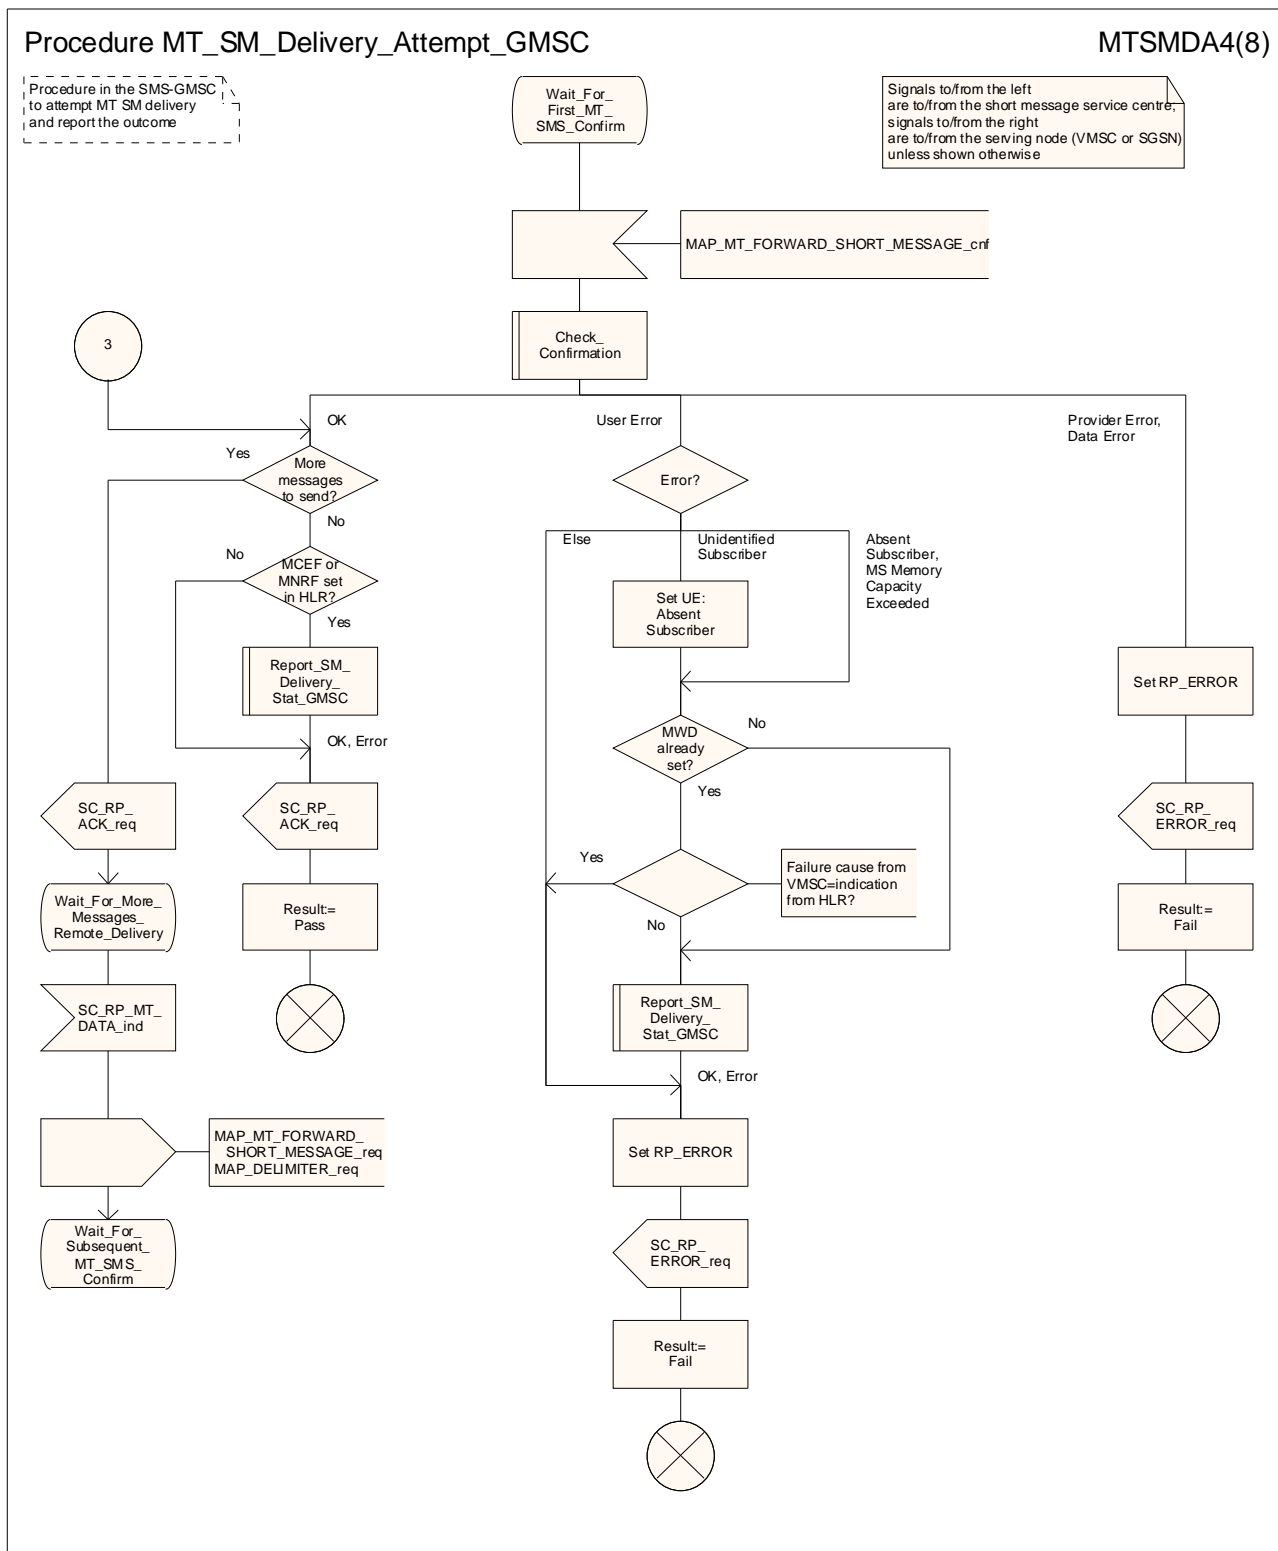 Procedure MT_SM_Delivery_Attempt_GMSC
MTSMDA4(8)
Procedure in the SMS-GMSC
to attempt MT SM delivery
and report the outcome
Wait_For_
First_MT_
SMS_Confirm
Signals to/from the left
are to/from the short message service centre;
signals to/from the right
are to/from the serving node (VMSC or SGSN)
unless shown otherwise
MAP_MT_FORWARD_SHORT_MESSAGE_cnf
Check_
Confirmation
3
OK
User Error
Provider Error,
Data Error
Yes
More
messages
to send?
Error?
No
Else
Unidentified
Subscriber
Absent
Subscriber,
MS Memory
Capacity
Exceeded
No
MCEF or
MNRF set
in HLR?
Yes
Set UE:
Absent
Subscriber
Report_SM_
Delivery_
Stat_GMSC
Set RP_ERROR
OK, Error
MWD
already
set?
No
Yes
SC_RP_
ACK_req
SC_RP_
ACK_req
SC_RP_
ERROR_req
Yes
Failure cause from
VMSC=indication
from HLR?
No
Wait_For_More_
Messages_
Remote_Delivery
Result:=
Pass
Result:=
Fail
SC_RP_MT_
DATA_ind
Report_SM_
Delivery_
Stat_GMSC
OK, Error
MAP_MT_FORWARD_
SHORT_MESSAGE_req
MAP_DELIMITER_req
Set RP_ERROR
Wait_For_
Subsequent_
MT_SMS_
Confirm
SC_RP_
ERROR_req
Result:=
Fail